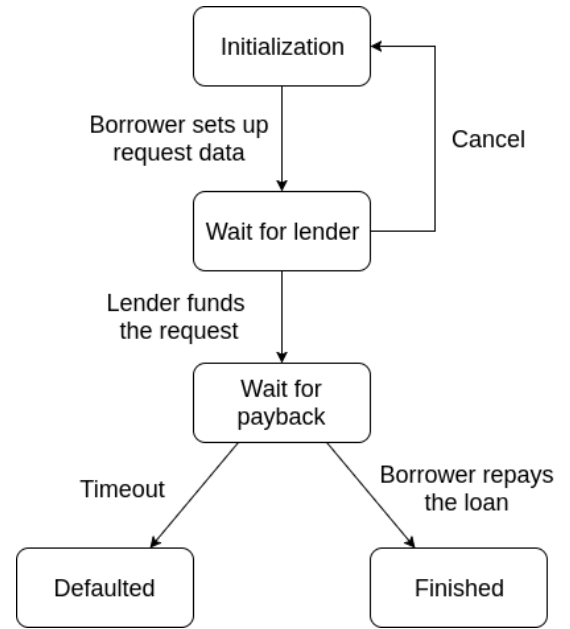 Initialization
Borrower sets up
request data
Cancel
Wait for lender
Lender funds
the request
Wait for
payback
Timeout
Borrower repays
the loan
Defaulted
Finished